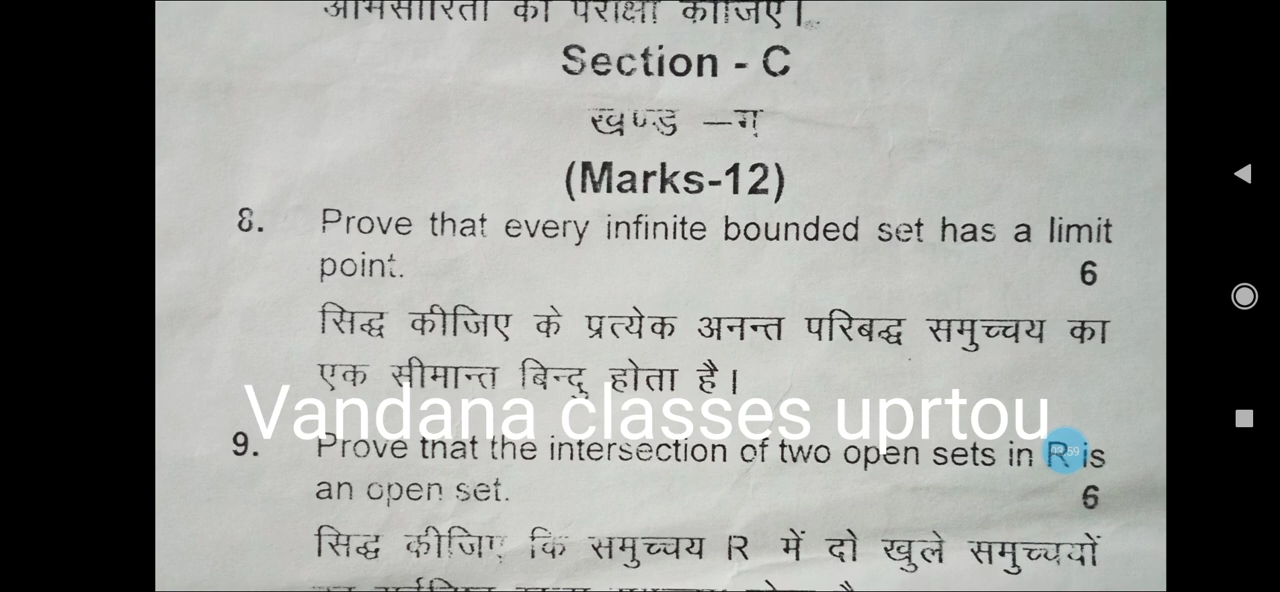 Section - C
खण्ड –ग
(Marks-12)
8. Prove that every infinite bounded set has a limit
point. 6
सिद्ध कीजिए के प्रत्येक अनन्त परिबद्ध समुच्चय का
एक सीमान्त बिन्दु होता है।
Vandana classes uprtou
9. Prove that the intersection of two open sets in R is
an open set. 6
सिद्ध कीजिए कि समुच्चय R में दो खुले समुच्चयों